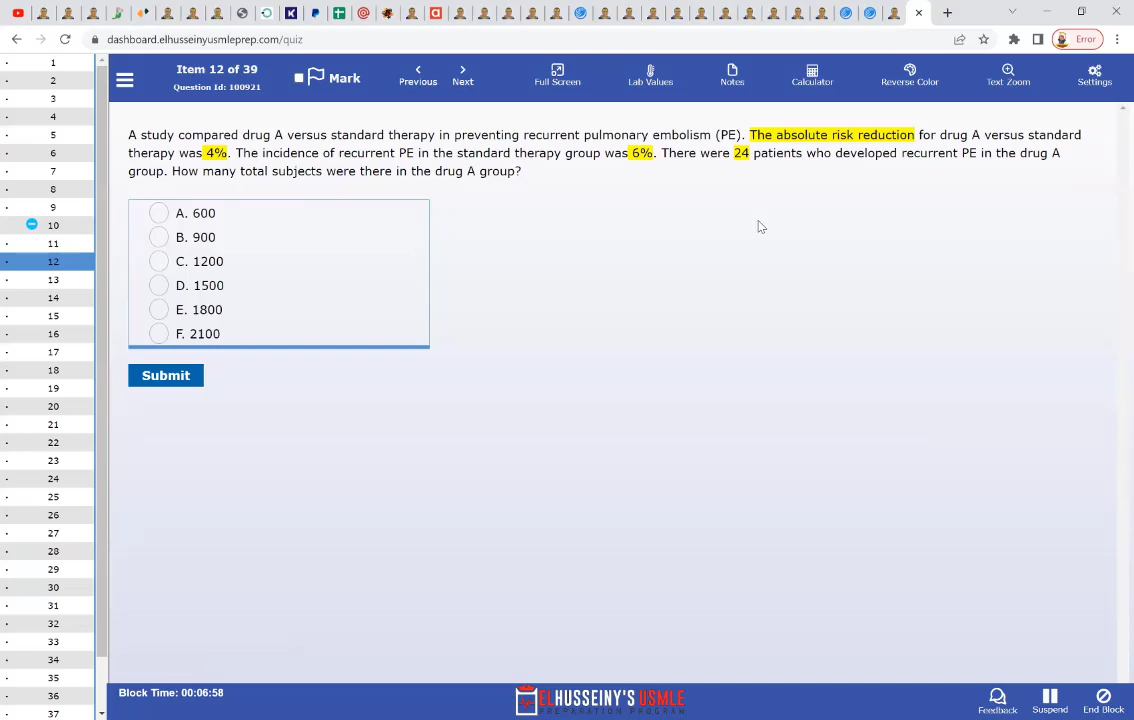 dashboard.elhusseinyusmleprep.com/quiz
Error
Item 12 of 39
Question Id: 100921
Mark
Previous
Next
Full Screen
Lab Values
Notes
Calculator
Reverse Color
Text Zoom
Settings
1
2
3
4
5
6
7
8
9
10
11
12
13
14
15
16
17
18
19
20
21
22
23
24
25
26
27
28
29
30
31
32
33
34
35
36
37
A study compared drug A versus standard therapy in preventing recurrent pulmonary embolism (PE). The absolute risk reduction for drug A versus standard
therapy was 4%. The incidence of recurrent PE in the standard therapy group was 6%. There were 24 patients who developed recurrent PE in the drug A
group. How many total subjects were there in the drug A group?
A. 600
B. 900
C. 1200
D. 1500
E. 1800
F. 2100
Submit
Block Time: 00:06:58
ELHUSSEINY'S USMLE
PREPARATION PROGRAM
Feedback
Suspend
End Block